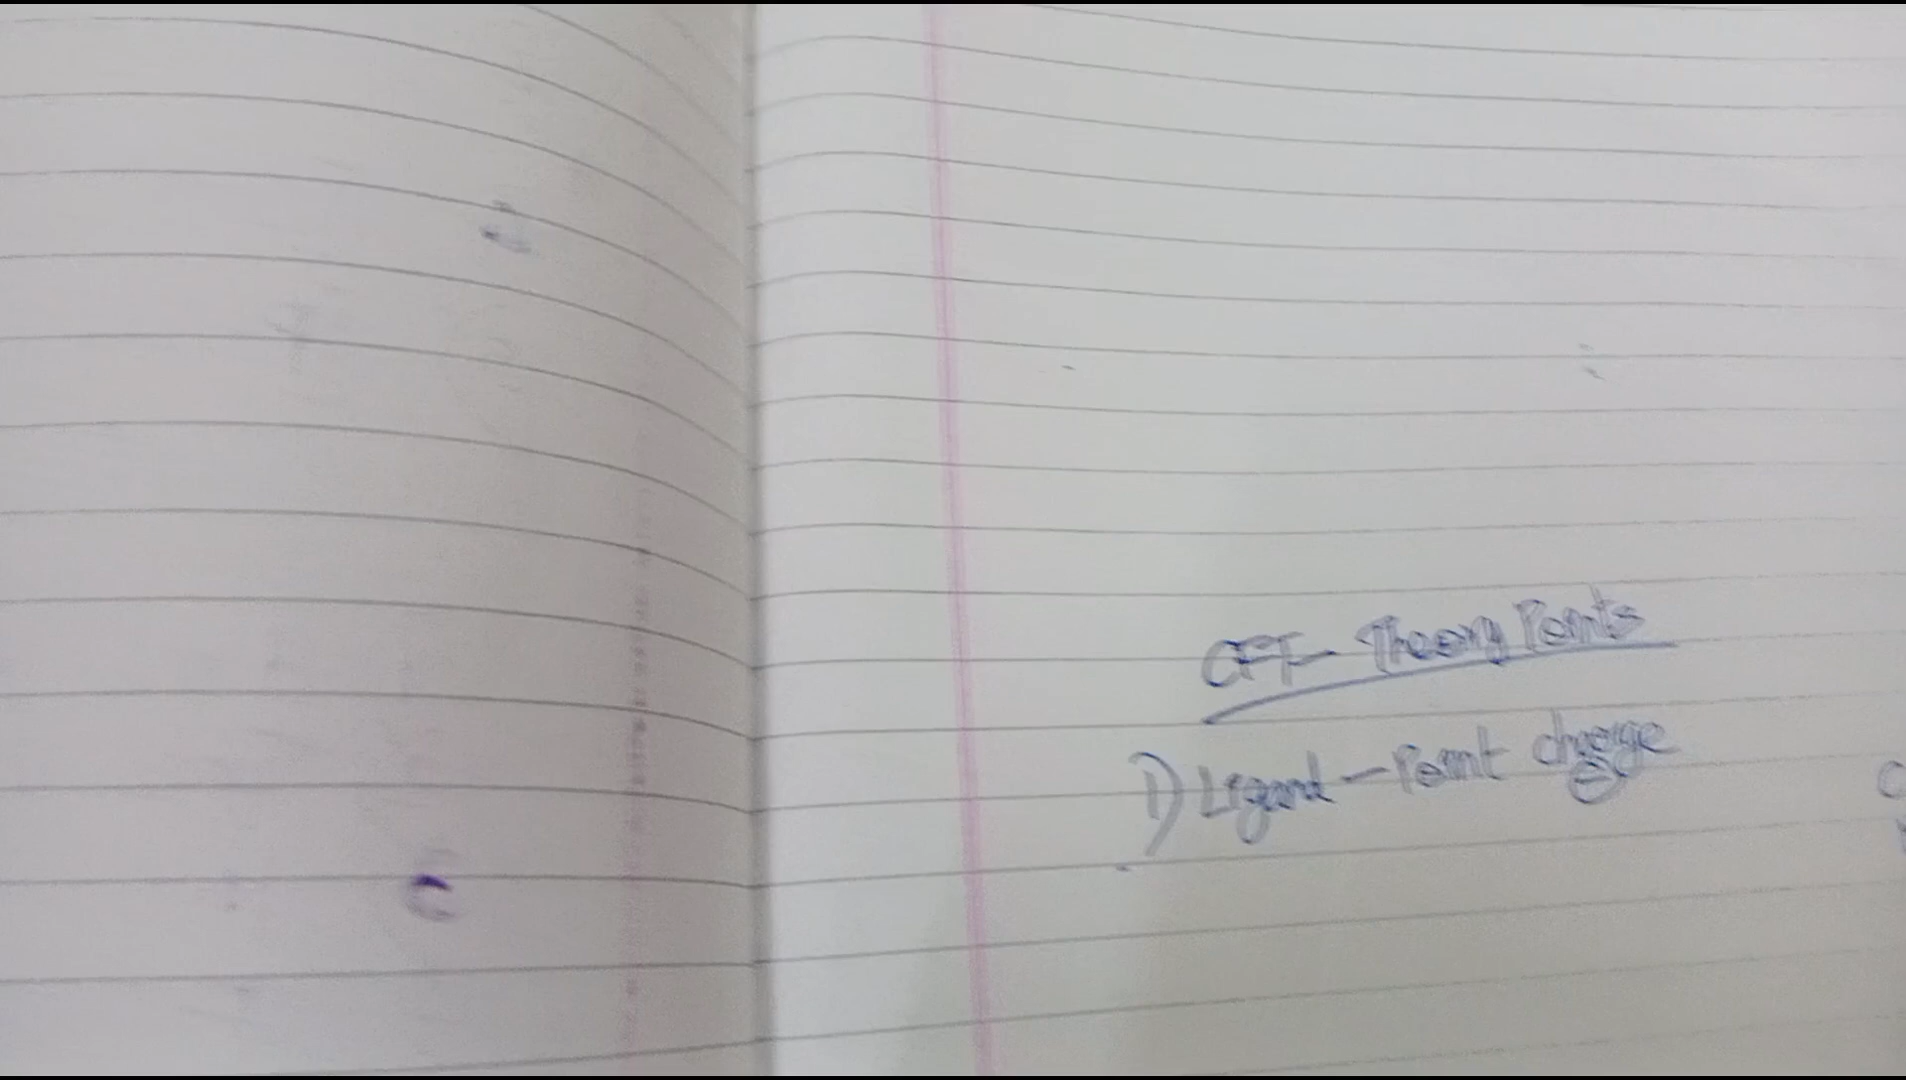 CFT- Theory Points
1) Ligand - Point charge